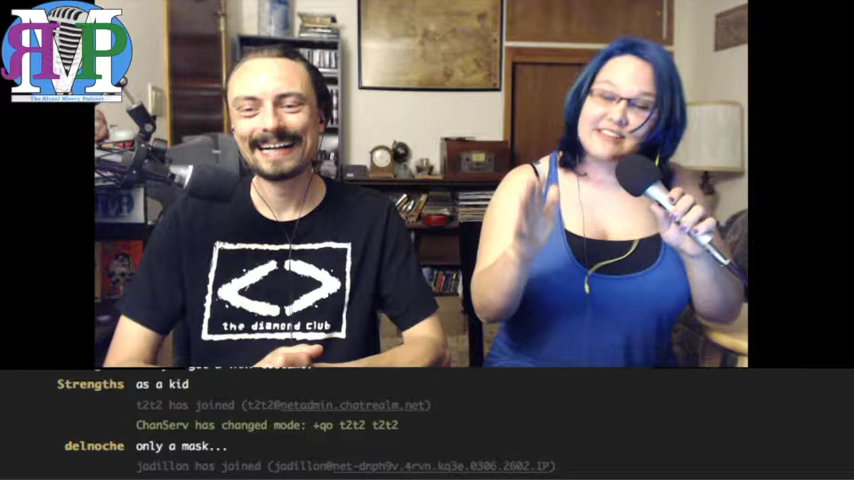 RMP
The Ritual Misery Podcast
the diamond club
Strengths as a kid
t2t2 has joined (t2t2@netadmin.chatrealm.net)
ChanServ has changed mode: +qo t2t2 t2t2
delnoche only a mask...
jadillon has joined (jadillon@net-dnph9v.4rvn.kq3e.0306.2602.IP)